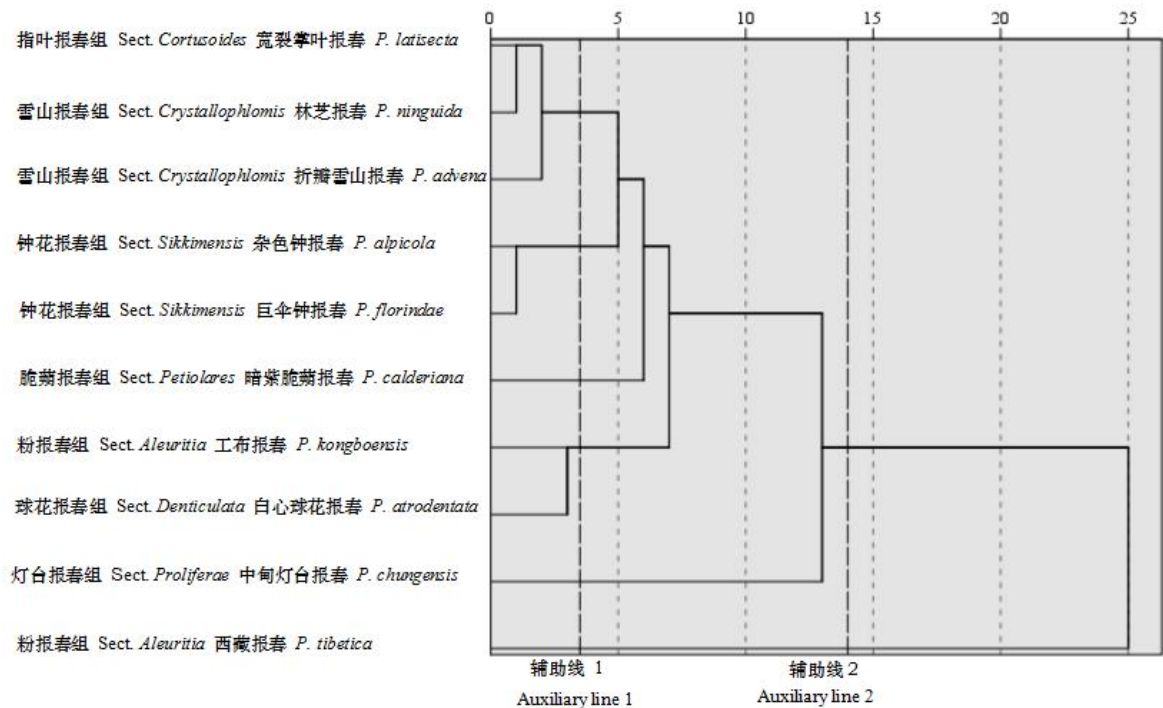 0 5 10 15 20 25
指叶报春组 Sect. Cortusoides 宽裂掌叶报春 P. latisecta
雪山报春组 Sect. Crystallophlomis 林芝报春 P. ninguida
雪山报春组 Sect. Crystallophlomis 折瓣雪山报春 P. advena
钟花报春组 Sect. Sikkimensis 杂色钟报春 P. alpicola
钟花报春组 Sect. Sikkimensis 巨伞钟报春 P. florindae
脆蒴报春组 Sect. Petiolares 暗紫脆蒴报春 P. calderiana
粉报春组 Sect. Aleuritia 工布报春 P. kongboensis
球花报春组 Sect. Denticulata 白心球花报春 P. atrodentata
灯台报春组 Sect. Proliferae 中甸灯台报春 P. chungensis
粉报春组 Sect. Aleuritia 西藏报春 P. tibetica
辅助线 1 辅助线 2
Auxiliary line 1 Auxiliary line 2